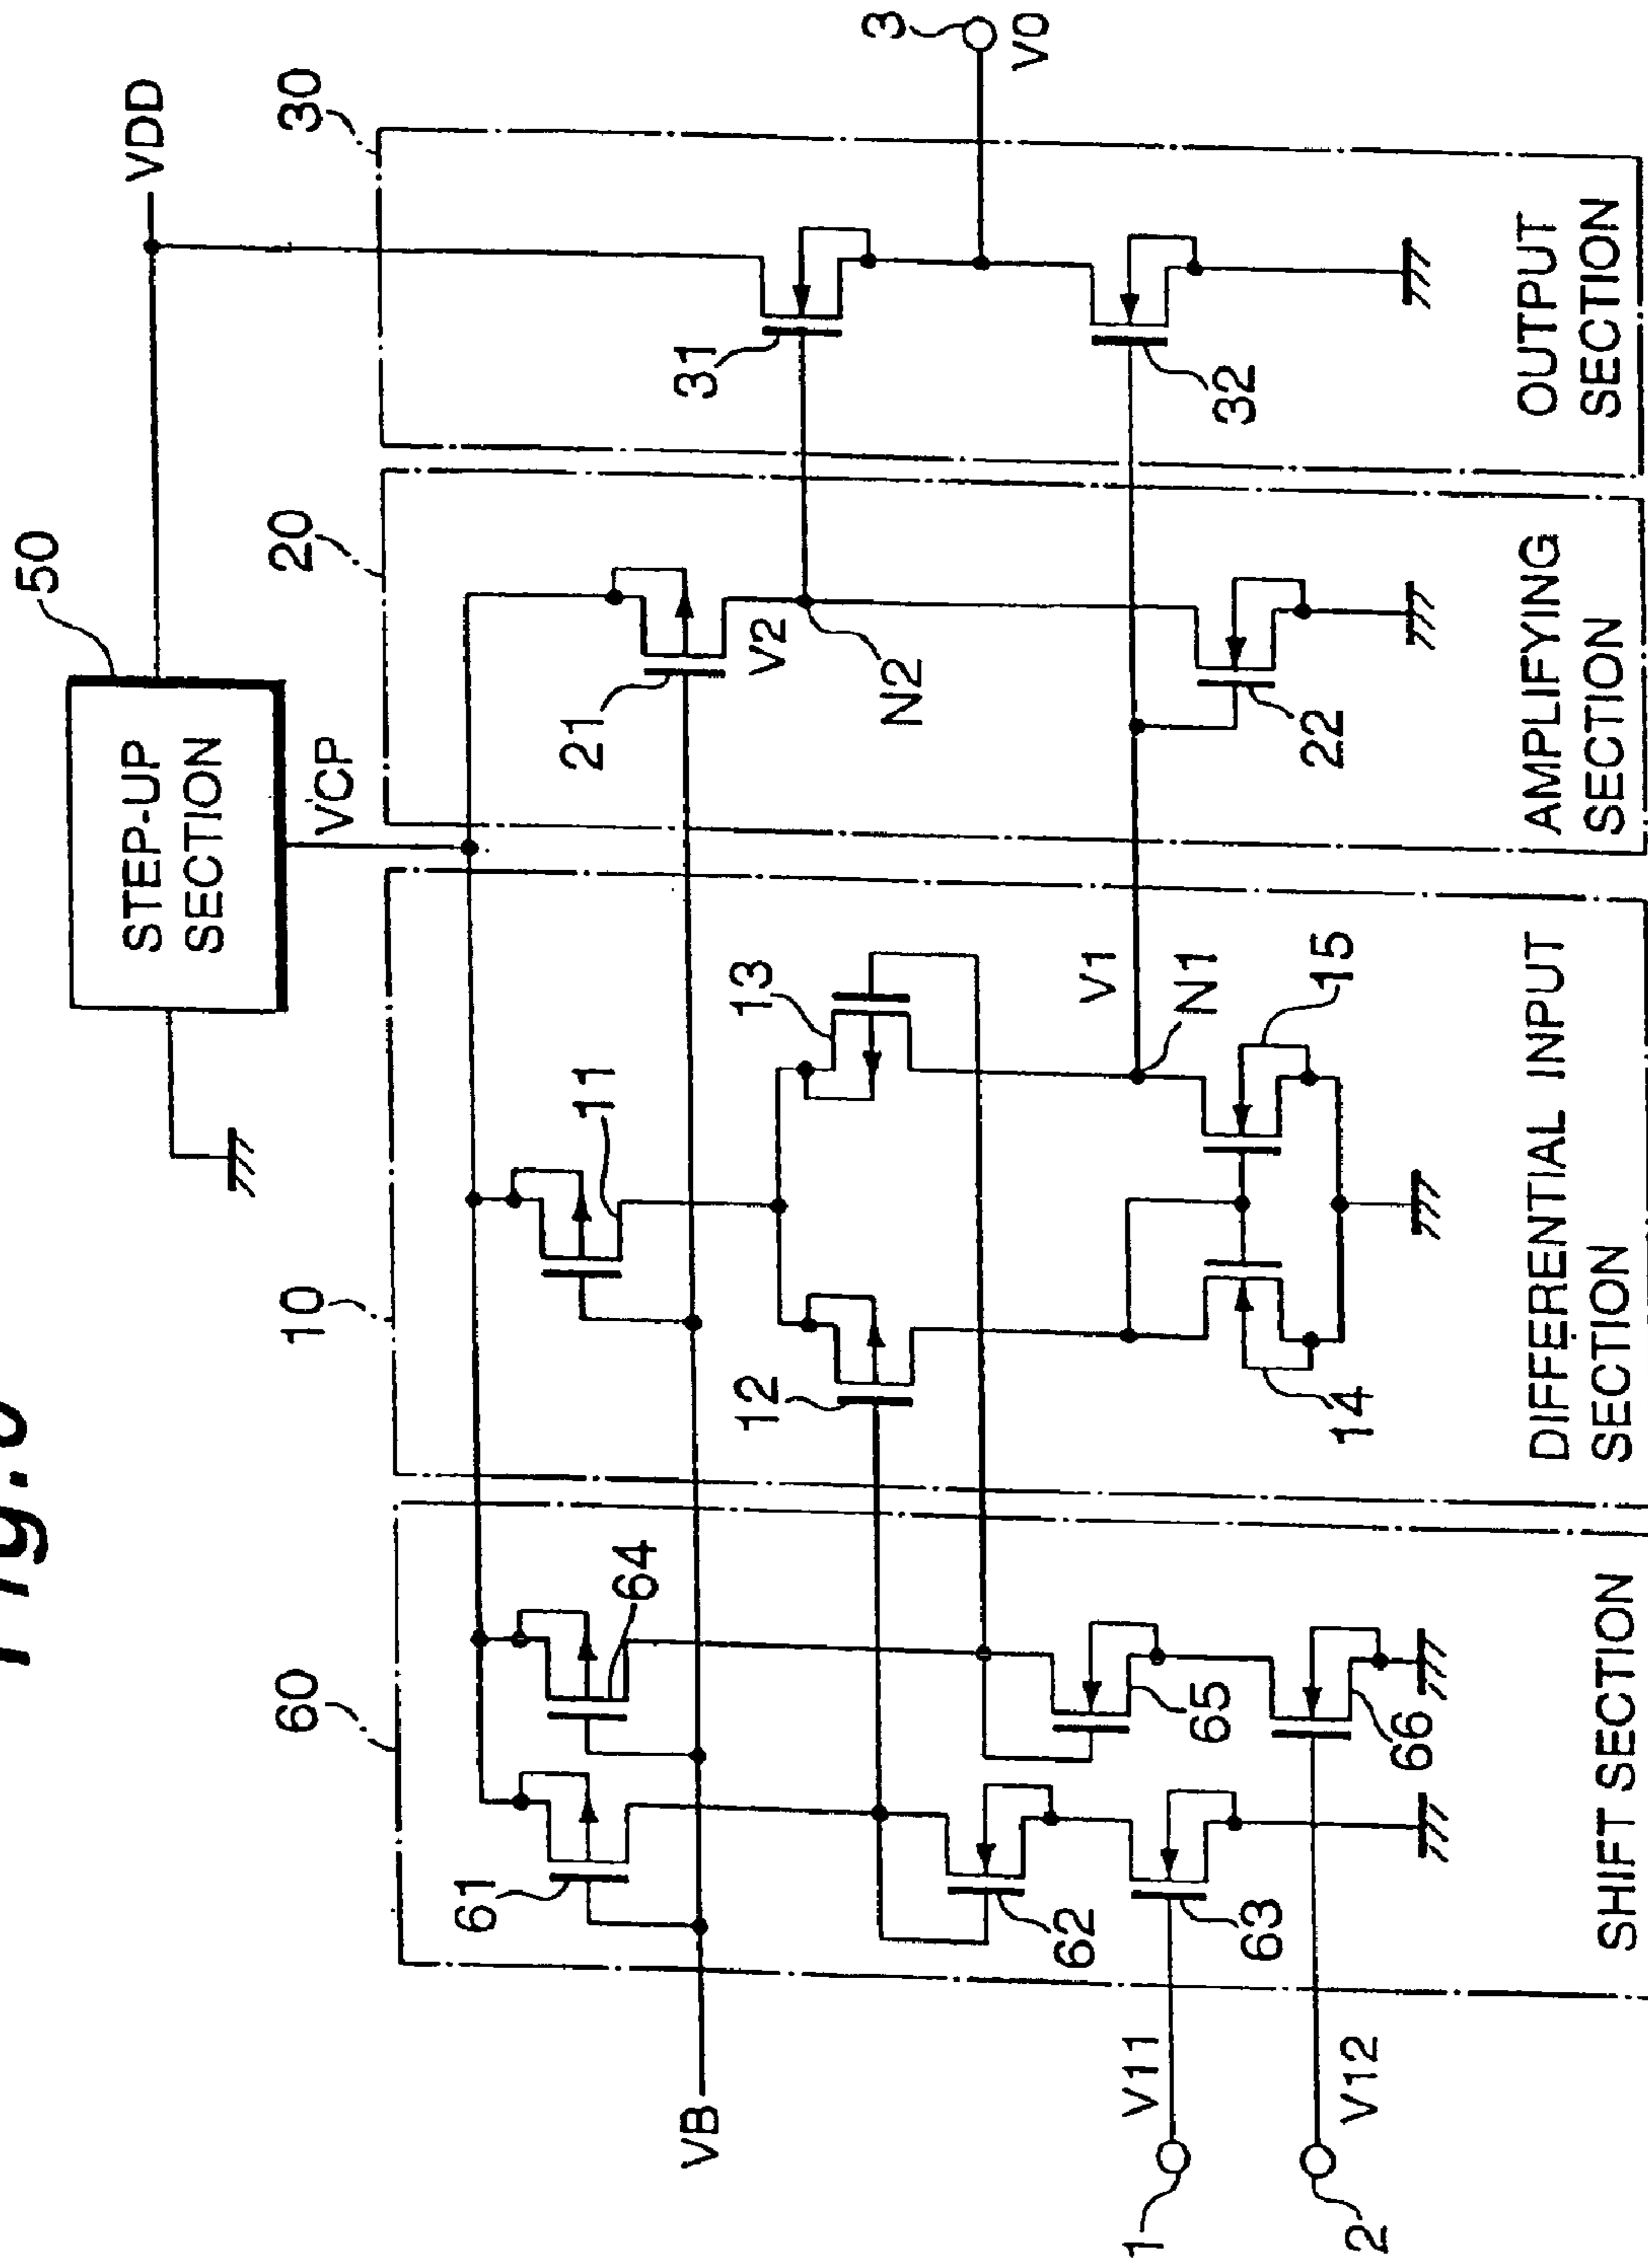 Fig.
50
STEP-UP
SECTION
VDD
VCP
60
10
20
30
61
64
11
21
31
3
VO
VB
12
13
V2
N2
62
65
V1
N1
32
V11
1
63
66
14
15
22
V12
2
SHIFT SECTION
DIFFERENTIAL INPUT
SECTION
AMPLIFYING
SECTION
OUTPUT
SECTION